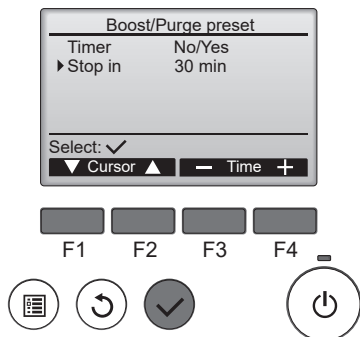 Boost/Purge preset
Timer No/Yes
Stop in 30 min
Select:
Cursor Time
F1 F2 F3 F4